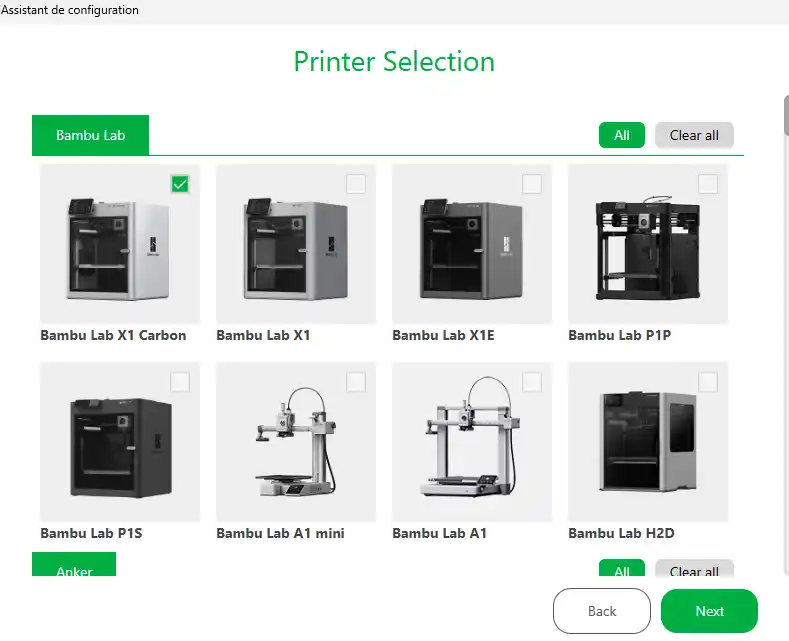 Assistant de configuration
Printer Selection
Bambu Lab
All
Clear all
Bambu Lab X1 Carbon
Bambu Lab X1
Bambu Lab X1E
Bambu Lab P1P
Bambu Lab P1S
Bambu Lab A1 mini
Bambu Lab A1
Bambu Lab H2D
Anker
All
Clear all
Back
Next